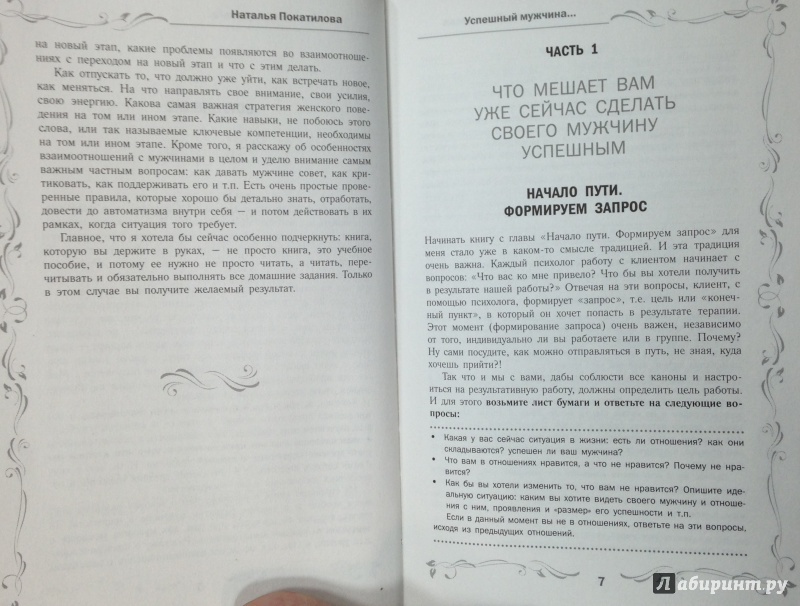 Наталья Покатилова
на новый этап, какие проблемы появляются во взаимоотноше-
ниях с переходом на новый этап и что с этим делать.
Как отпускать то, что должно уже уйти, как встречать новое,
как меняться. На что направлять свое внимание, свои усилия,
свою энергию. Какова самая важная стратегия женского пове-
дения на том или ином этапе. Какие навыки, не побоюсь этого
слова, или так называемые ключевые компетенции, необходимы
на том или ином этапе. Кроме того, я расскажу об особенностях
взаимоотношений с мужчинами в целом и уделю внимание самым
важным частным вопросам: как давать мужчине совет, как кри-
тиковать, как поддерживать его и т.п. Есть очень простые прове-
ренные правила, которые хорошо бы детально знать, отработать,
довести до автоматизма внутри себя — и потом действовать в их
рамках, когда ситуация того требует.
Главное, что я хотела бы сейчас особенно подчеркнуть: книга,
которую вы держите в руках, — не просто книга, это учебное
пособие, и потому ее нужно не просто читать, а читать, пере-
читывать и обязательно выполнять все домашние задания. Только
в этом случае вы получите желаемый результат.
Успешный мужчина...
ЧАСТЬ 1
ЧТО МЕШАЕТ ВАМ
УЖЕ СЕЙЧАС СДЕЛАТЬ
СВОЕГО МУЖЧИНУ
УСПЕШНЫМ
НАЧАЛО ПУТИ.
ФОРМИРУЕМ ЗАПРОС
Начинать книгу с главы «Начало пути. Формируем запрос» для
меня стало уже в каком-то смысле традицией. И эта традиция
очень важна. Каждый психолог работу с клиентом начинает с
вопросов: «Что вас ко мне привело? Что бы вы хотели получить
в результате нашей работы?» Отвечая на эти вопросы, клиент, с
помощью психолога, формирует «запрос», т.е. цель или «конеч-
ный пункт», в который он хочет попасть в результате терапии.
Этот момент (формирование запроса) очень важен, независимо
от того, индивидуально ли вы работаете или в группе. Почему?
Ну сами посудите, как можно отправляться в путь, не зная, куда
хочешь прийти?!
Так что и мы с вами, дабы соблюсти все каноны и настро-
иться на результативную работу, должны определить цель работы.
И для этого возьмите лист бумаги и ответьте на следующие во-
просы:
• Какая у вас сейчас ситуация в жизни: есть ли отношения? как они
складываются? успешен ли ваш мужчина?
• Что вам в отношениях нравится, а что не нравится? Почему не нра-
вится?
• Как бы вы хотели изменить то, что вам не нравится? Опишите иде-
альную ситуацию: каким вы хотите видеть своего мужчину и отноше-
ния с ним, проявления и «размер» его успешности и т.п.
Если в данный момент вы не в отношениях, ответьте на эти вопросы,
исходя из предыдущих отношений.
7
Лабиринт.ру